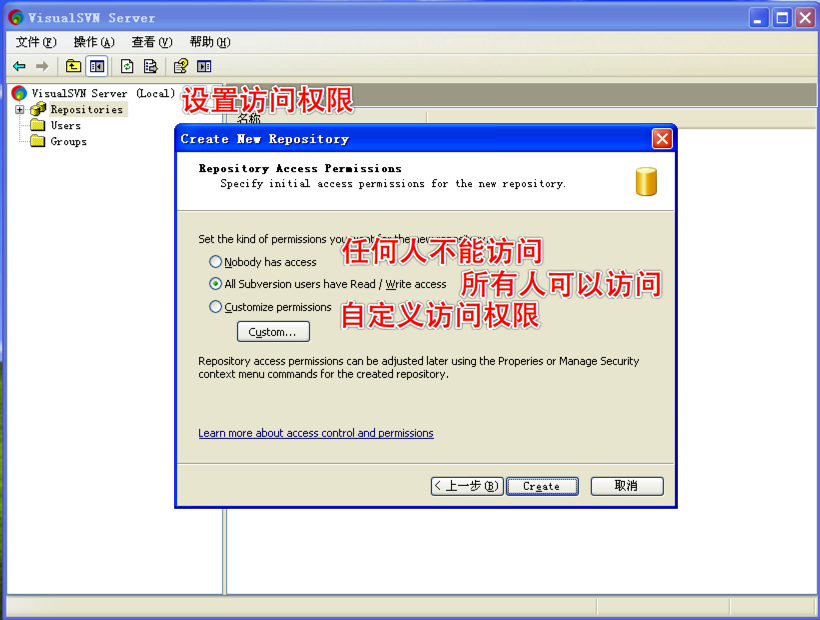 VisualSVN Server
文件(F) 操作(A) 查看(V) 帮助(H)
VisualSVN Server (Local)
Repositories
Users
Groups
设置访问权限
名称
Create New Repository
Repository Access Permissions
Specify initial access permissions for the new repository.
Set the kind of permissions you want for the new repository
任何人不能访问
Nobody has access
All Subversion users have Read / Write access
所有人可以访问
Customize permissions
自定义访问权限
Custom...
Repository access permissions can be adjusted later using the Properies or Manage Security
context menu commands for the created repository.
Learn more about access control and permissions
< 上一步(B) Create 取消